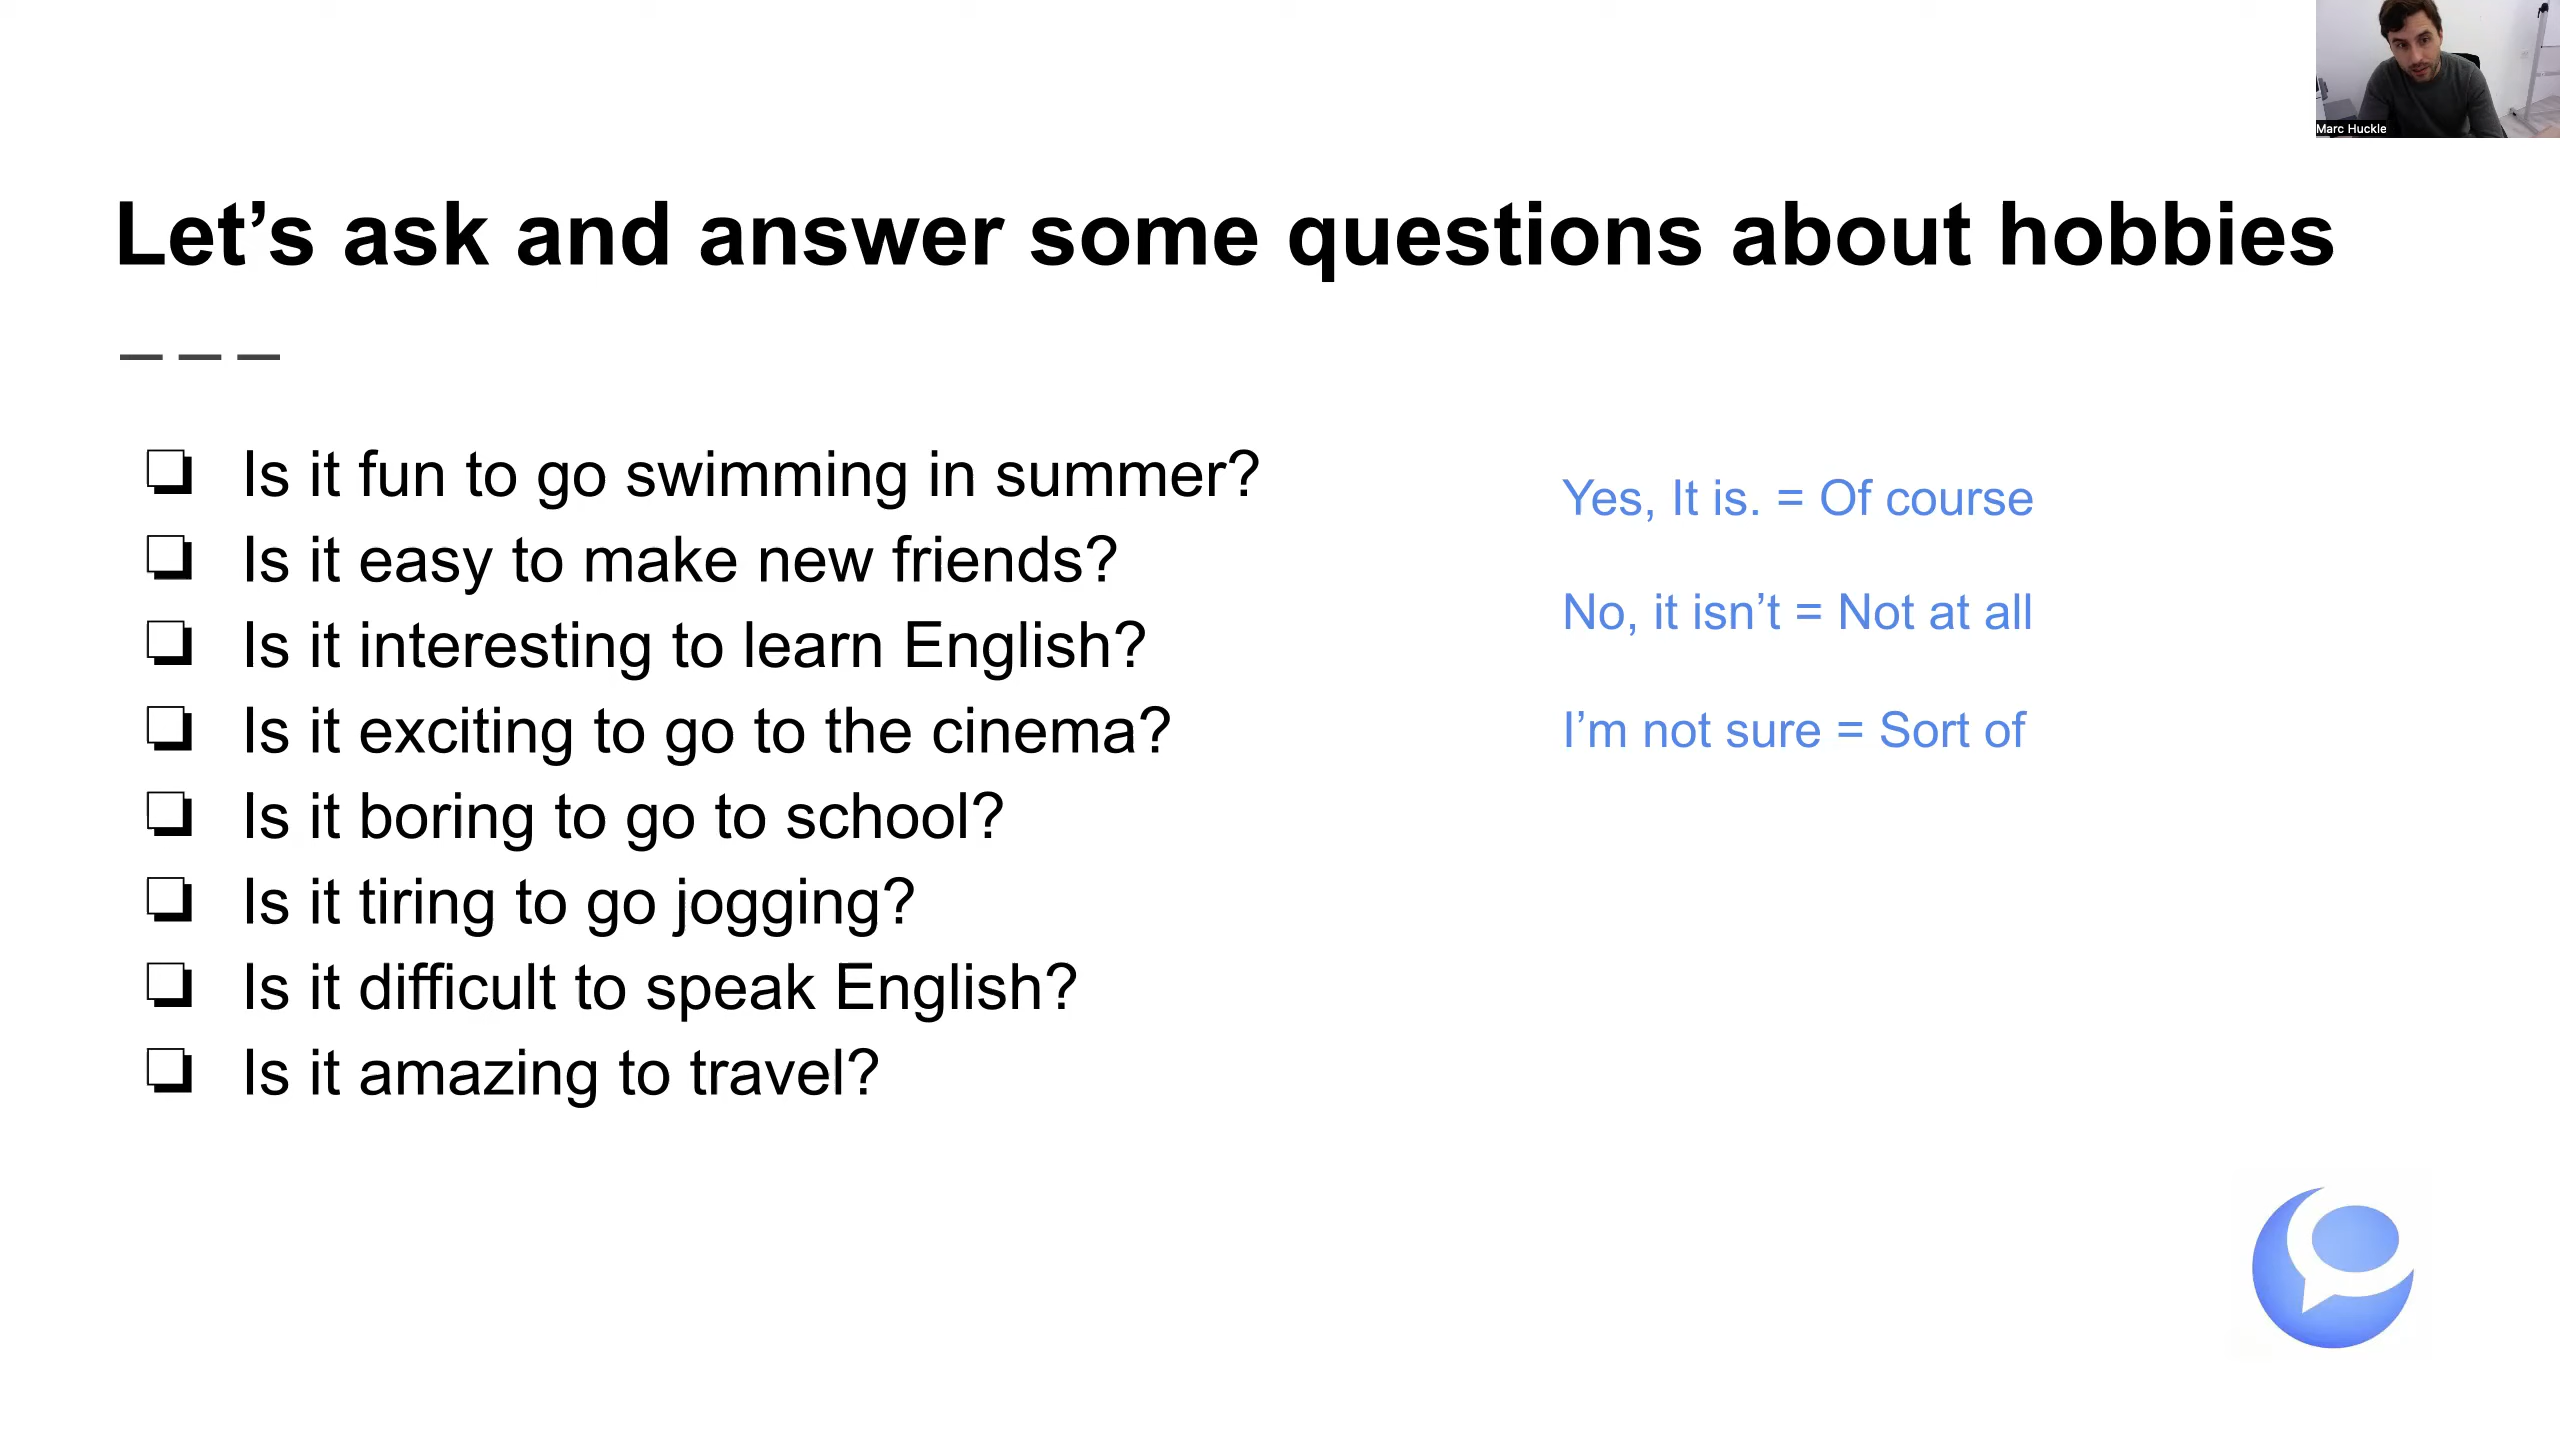 Marc Huckle
Let’s ask and answer some questions about hobbies
Is it fun to go swimming in summer?
Is it easy to make new friends?
Is it interesting to learn English?
Is it exciting to go to the cinema?
Is it boring to go to school?
Is it tiring to go jogging?
Is it difficult to speak English?
Is it amazing to travel?
Yes, It is. = Of course
No, it isn’t = Not at all
I’m not sure = Sort of